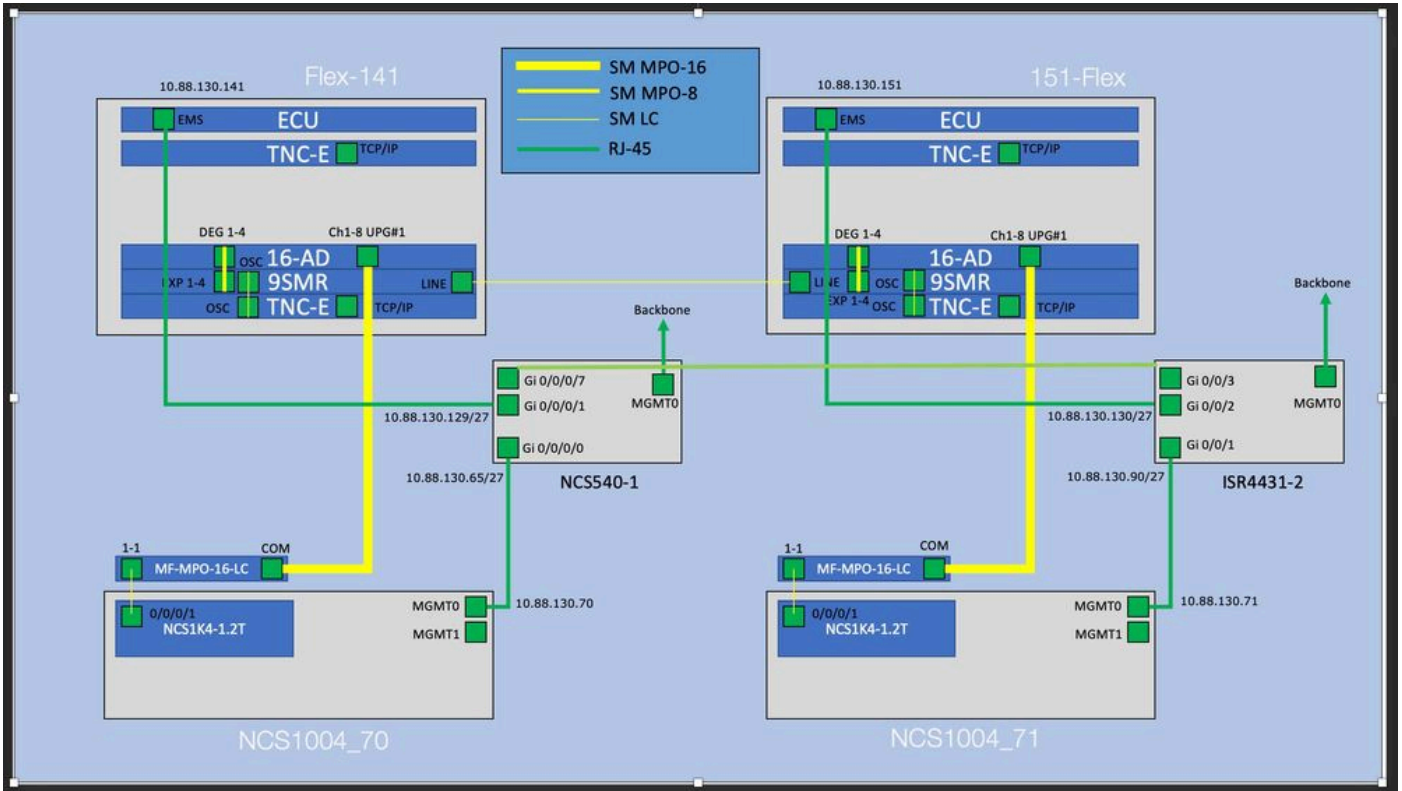 Flex-141
10.88.130.141
EMS
ECU
TNC-E
TCP/IP
DEG 1-4
Ch1-8 UPG#1
OSC
16-AD
EXP 1-4
9SMR
LINE
OSC
TNC-E
TCP/IP
SM MPO-16
SM MPO-8
SM LC
RJ-45
151-Flex
10.88.130.151
EMS
ECU
TNC-E
TCP/IP
DEG 1-4
Ch1-8 UPG#1
16-AD
LINE
OSC
9SMR
EXP 1-4
OSC
TNC-E
TCP/IP
Backbone
Gi 0/0/0/7
Gi 0/0/0/1
MGMT0
10.88.130.129/27
Gi 0/0/0/0
10.88.130.65/27
NCS540-1
Backbone
Gi 0/0/3
Gi 0/0/2
MGMT0
10.88.130.130/27
Gi 0/0/1
10.88.130.90/27
ISR4431-2
1-1
COM
MF-MPO-16-LC
0/0/0/1
NCS1K4-1.2T
MGMT0
10.88.130.70
MGMT1
NCS1004_70
1-1
COM
MF-MPO-16-LC
0/0/0/1
NCS1K4-1.2T
MGMT0
10.88.130.71
MGMT1
NCS1004_71